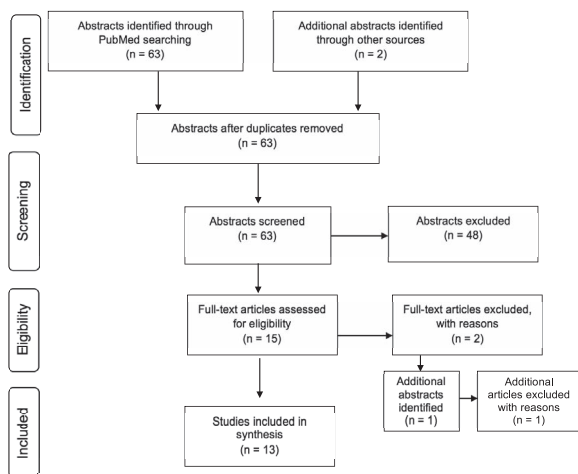 Identification
Abstracts identified through
PubMed searching
(n = 63)
Additional abstracts identified
through other sources
(n = 2)
Abstracts after duplicates removed
(n = 63)
Screening
Abstracts screened
(n = 63)
Abstracts excluded
(n = 48)
Eligibility
Full-text articles assessed
for eligibility
(n = 15)
Full-text articles excluded,
with reasons
(n = 2)
Additional
abstracts
identified
(n = 1)
Additional
articles excluded
with reasons
(n = 1)
Included
Studies included in
synthesis
(n = 13)